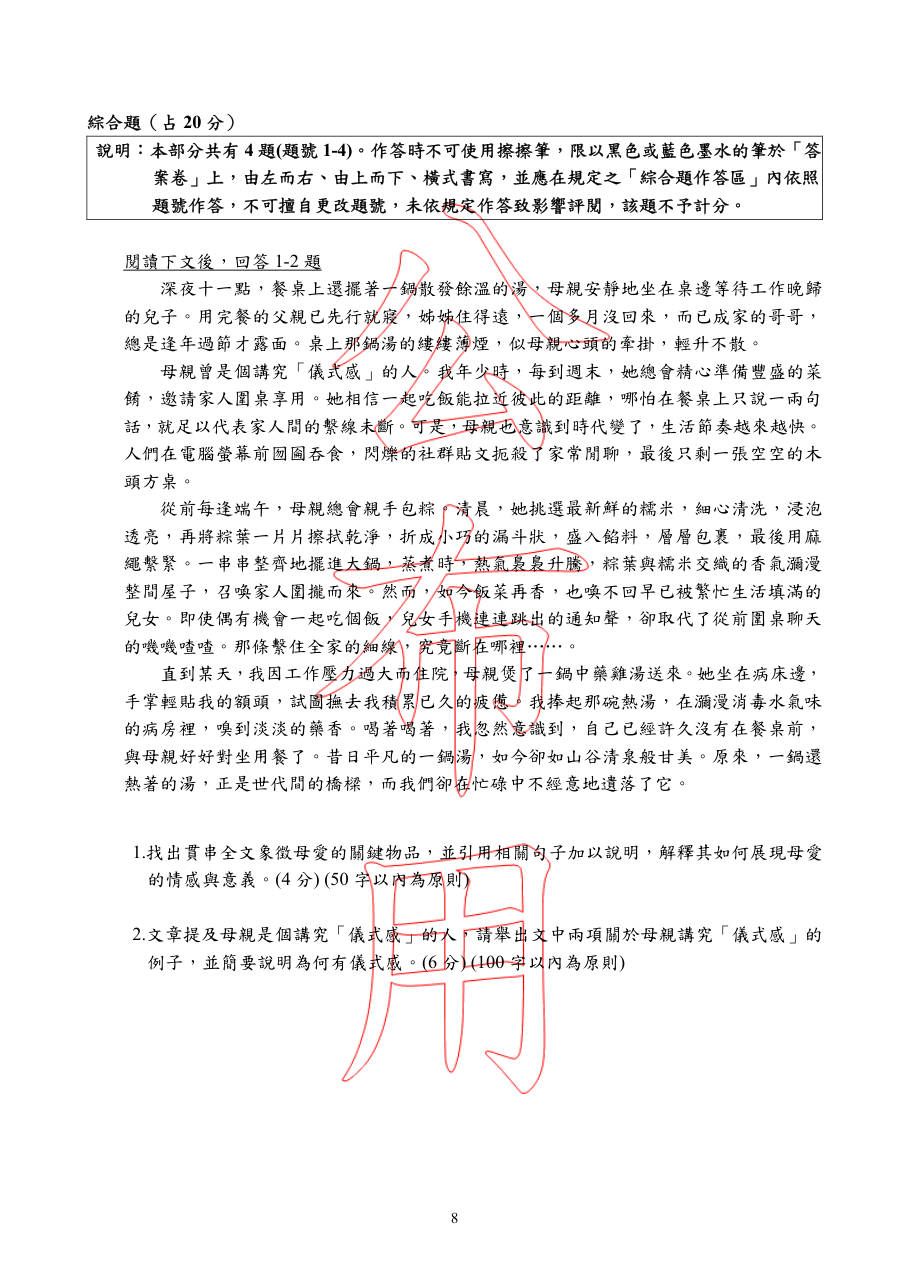 綜合題（占 20 分）
說明：本部分共有 4 題(題號 1-4)。作答時不可使用擦擦筆，限以黑色或藍色墨水的筆於「答
案卷」上，由左而右、由上而下、橫式書寫，並應在規定之「綜合題作答區」內依照
題號作答，不可擅自更改題號，未依規定作答致影響評閱，該題不予計分。
閱讀下文後，回答 1-2 題
深夜十一點，餐桌上還擺著一鍋散發餘溫的湯，母親安靜地坐在桌邊等待工作晚歸
的兒子。用完餐的父親已先行就寢，姊姊住得遠，一個多月沒回來，而已成家的哥哥，
總是逢年過節才露面。桌上那鍋湯的縷縷薄煙，似母親心頭的牽掛，輕升不散。
母親曾是個講究「儀式感」的人。我年少時，每到週末，她總會精心準備豐盛的菜
餚，邀請家人圍桌享用。她相信一起吃飯能拉近彼此的距離，哪怕在餐桌上只說一兩句
話，就足以代表家人間的繫線未斷。可是，母親也意識到時代變了，生活節奏越來越快。
人們在電腦螢幕前囫圇吞食，閃爍的社群貼文扼殺了家常閒聊，最後只剩一張空空的木
頭方桌。
從前每逢端午，母親總會親手包粽。清晨，她挑選最新鮮的糯米，細心清洗，浸泡
透亮，再將粽葉一片片擦拭乾淨，折成小巧的漏斗狀，盛入餡料，層層包裹，最後用麻
繩繫緊。一串串整齊地擺進大鍋，蒸煮時，熱氣裊裊升騰，粽葉與糯米交織的香氣瀰漫
整間屋子，召喚家人圍攏而來。然而，如今飯菜再香，也喚不回早已被繁忙生活填滿的
兒女。即使偶有機會一起吃個飯，兒女手機連連跳出的通知聲，卻取代了從前圍桌聊天
的嘰嘰喳喳。那條繫住全家的細線，究竟斷在哪裡……。
直到某天，我因工作壓力過大而住院，母親煲了一鍋中藥雞湯送來。她坐在病床邊，
手掌輕貼我的額頭，試圖撫去我積累已久的疲憊。我捧起那碗熱湯，在瀰漫消毒水氣味
的病房裡，嗅到淡淡的藥香。喝著喝著，我忽然意識到，自己已經許久沒有在餐桌前，
與母親好好對坐用餐了。昔日平凡的一鍋湯，如今卻如山谷清泉般甘美。原來，一鍋還
熱著的湯，正是世代間的橋樑，而我們卻在忙碌中不經意地遺落了它。
1.找出貫串全文象徵母愛的關鍵物品，並引用相關句子加以說明，解釋其如何展現母愛
的情感與意義。(4 分) (50 字以內為原則)
2.文章提及母親是個講究「儀式感」的人，請舉出文中兩項關於母親講究「儀式感」的
例子，並簡要說明為何有儀式感。(6 分) (100 字以內為原則)
公布用
8